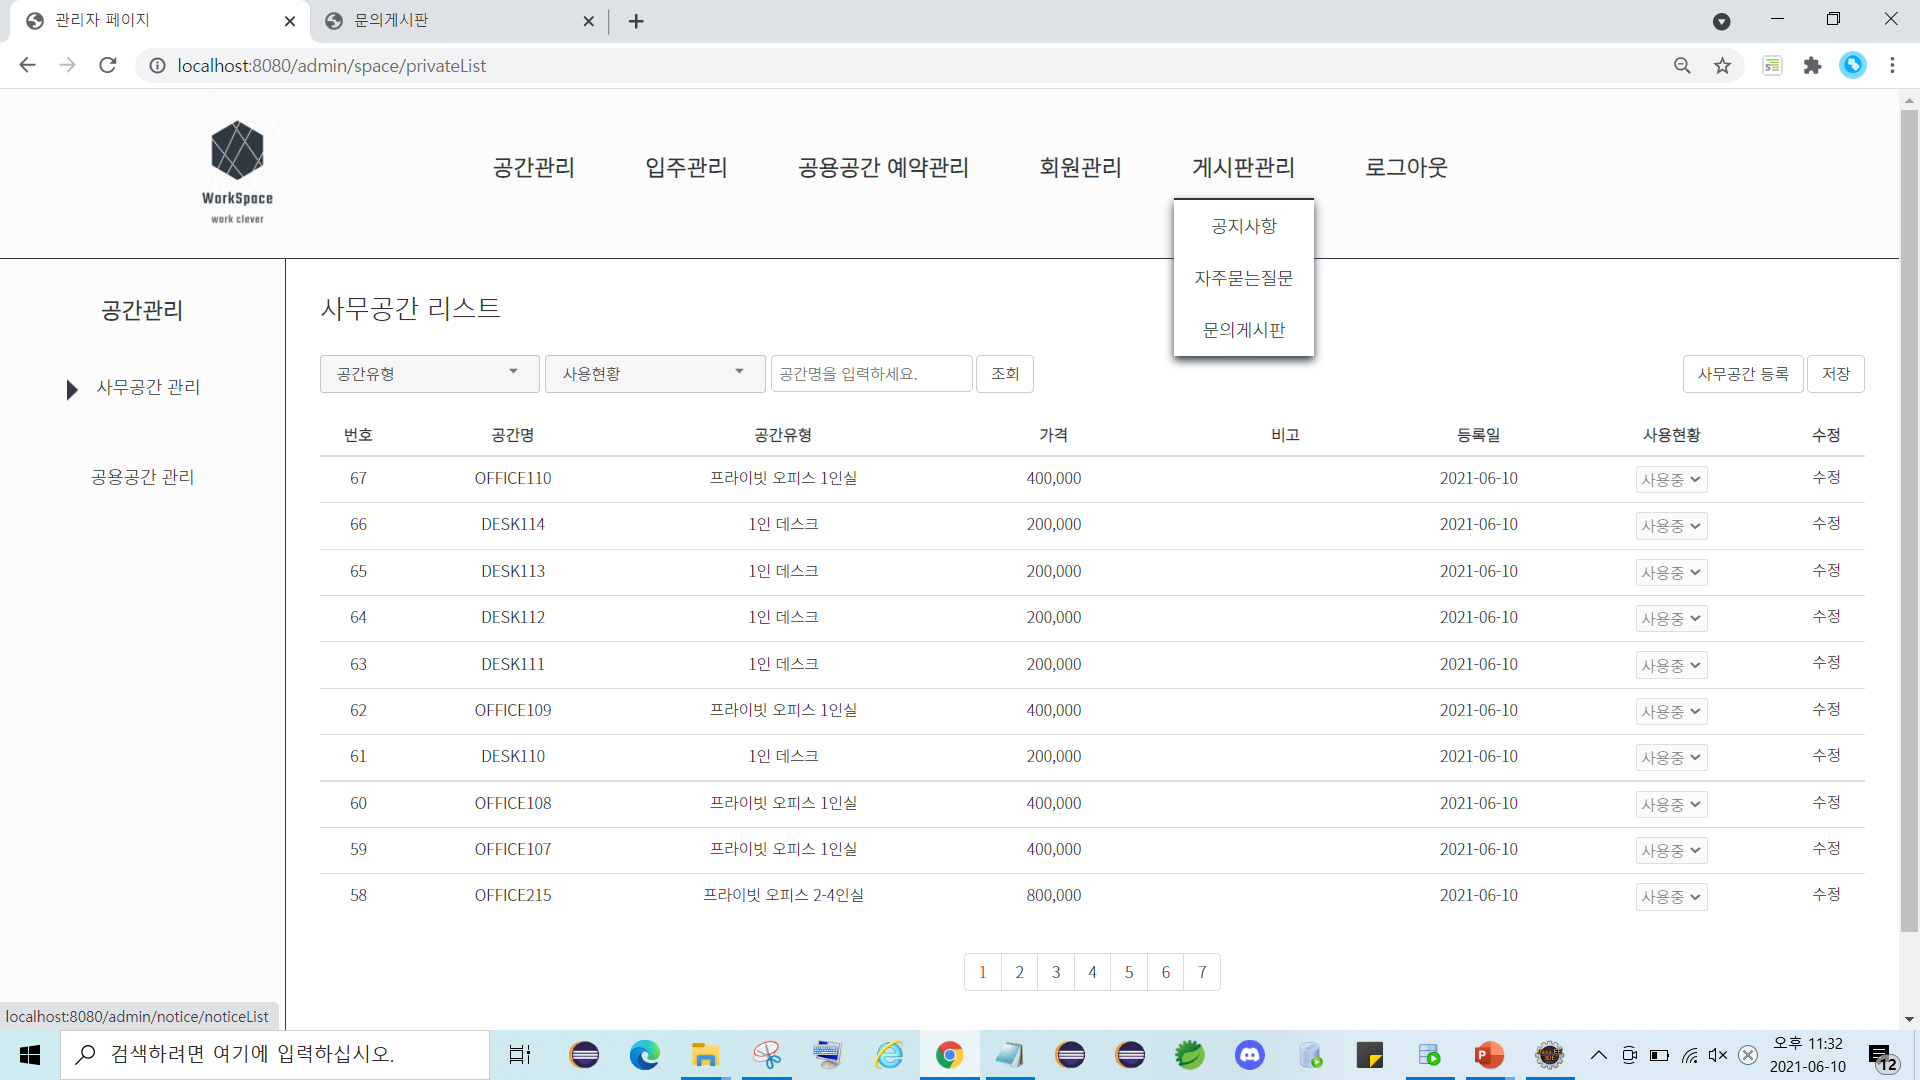 관리자 페이지
문의게시판
localhost:8080/admin/space/privateList
WorkSpace
work clever
공간관리 입주관리 공용공간 예약관리 회원관리 게시판관리 로그아웃
공지사항
자주묻는질문
문의게시판
공간관리
사무공간 관리
공용공간 관리
사무공간 리스트
공간유형 사용현황 공간명을 입력하세요. 조회 사무공간 등록 저장
번호 공간명 공간유형 가격 비고 등록일 사용현황 수정
67 OFFICE110 프라이빗 오피스 1인실 400,000 2021-06-10 사용중 수정
66 DESK114 1인 데스크 200,000 2021-06-10 사용중 수정
65 DESK113 1인 데스크 200,000 2021-06-10 사용중 수정
64 DESK112 1인 데스크 200,000 2021-06-10 사용중 수정
63 DESK111 1인 데스크 200,000 2021-06-10 사용중 수정
62 OFFICE109 프라이빗 오피스 1인실 400,000 2021-06-10 사용중 수정
61 DESK110 1인 데스크 200,000 2021-06-10 사용중 수정
60 OFFICE108 프라이빗 오피스 1인실 400,000 2021-06-10 사용중 수정
59 OFFICE107 프라이빗 오피스 1인실 400,000 2021-06-10 사용중 수정
58 OFFICE215 프라이빗 오피스 2-4인실 800,000 2021-06-10 사용중 수정
1 2 3 4 5 6 7
localhost:8080/admin/notice/noticeList
검색하려면 여기에 입력하십시오.
오후 11:32
2021-06-10
12